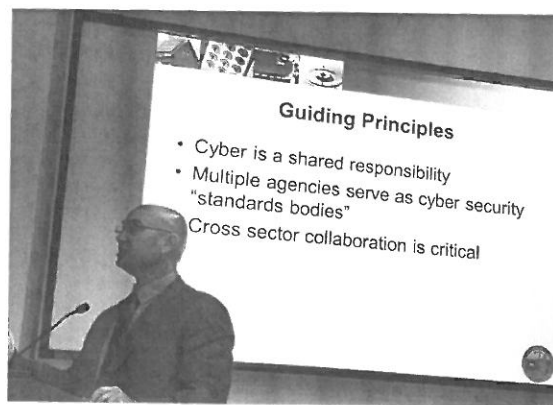 Guiding Principles
• Cyber is a shared responsibility
• Multiple agencies serve as cyber security
"standards bodies"
Cross sector collaboration is critical